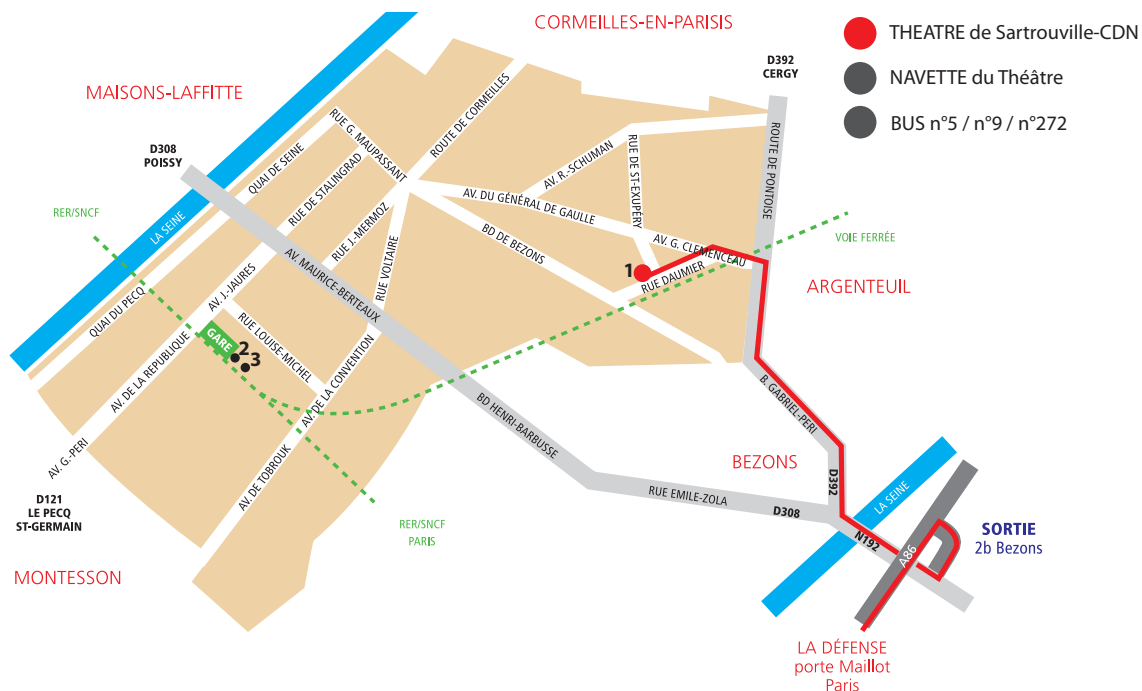 CORMEILLES-EN-PARISIS
THEATRE de Sartrouville-CDN
NAVETTE du Théâtre
BUS n°5 / n°9 / n°272
D392
CERGY
MAISONS-LAFFITTE
D308
POISSY
QUAI DE SEINE
RUE G. MAUPASSANT
ROUTE DE CORMEILLES
RUE DE STALINGRAD
AV. R.-SCHUMAN
RUE DE ST-EXUPÉRY
ROUTE DE PONTOISE
RER/SNCF
LA SEINE
RUE J.-MERMOZ
AV. DU GÉNÉRAL DE GAULLE
BD DE BEZONS
AV. G. CLEMENCEAU
VOIE FERRÉE
1
RUE DAUMIER
ARGENTEUIL
AV. MAURICE-BERTEAUX
RUE VOLTAIRE
QUAI DU PECQ
AV. J.-JAURES
GARE
2
3
RUE LOUISE-MICHEL
AV. DE LA REPUBLIQUE
AV. DE LA CONVENTION
BD HENRI-BARBUSSE
B. GABRIEL-PERI
AV. G.-PERI
AV. DE TOBROUK
BEZONS
D392
RUE EMILE-ZOLA
D308
LA SEINE
N192
A86
SORTIE
2b Bezons
D121
LE PECQ
ST-GERMAIN
RER/SNCF
PARIS
MONTESSON
LA DÉFENSE
porte Maillot
Paris